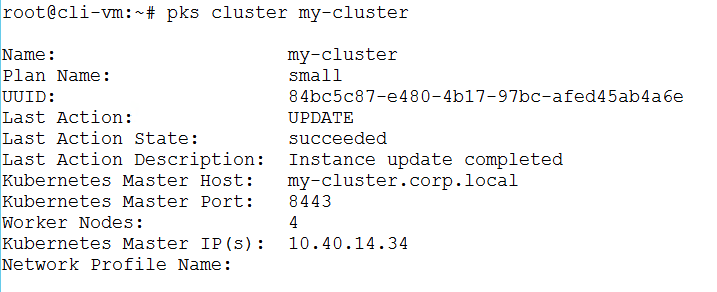 root@cli-vm:~# pks cluster my-cluster
Name: my-cluster
Plan Name: small
UUID: 84bc5c87-e480-4b17-97bc-afed45ab4a6e
Last Action: UPDATE
Last Action State: succeeded
Last Action Description: Instance update completed
Kubernetes Master Host: my-cluster.corp.local
Kubernetes Master Port: 8443
Worker Nodes: 4
Kubernetes Master IP(s): 10.40.14.34
Network Profile Name: